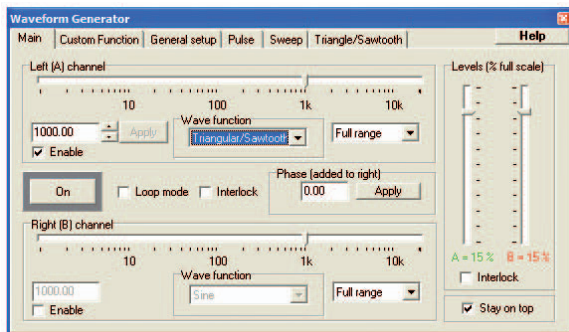 Waveform Generator
Main Custom Function General setup Pulse Sweep Triangle/Sawtooth Help
Left (A) channel
10 100 1k 10k
Wave function
1000.00 Apply Triangular/Sawtooth Full range
Enable
On Loop mode Interlock
Phase (added to right)
0.00 Apply
Right (B) channel
10 100 1k 10k
Wave function
1000.00 Sine Full range
Enable
Levels (% full scale)
A = 15 % B = 15 %
Interlock
Stay on top